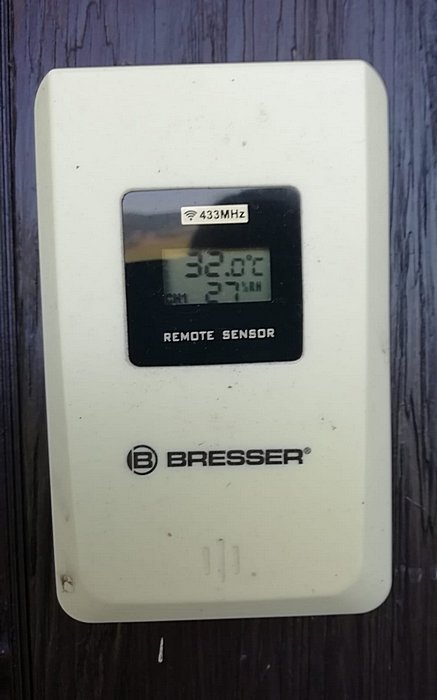 433MHz
32.0°C
CH1 27%RH
REMOTE SENSOR
B BRESSER®